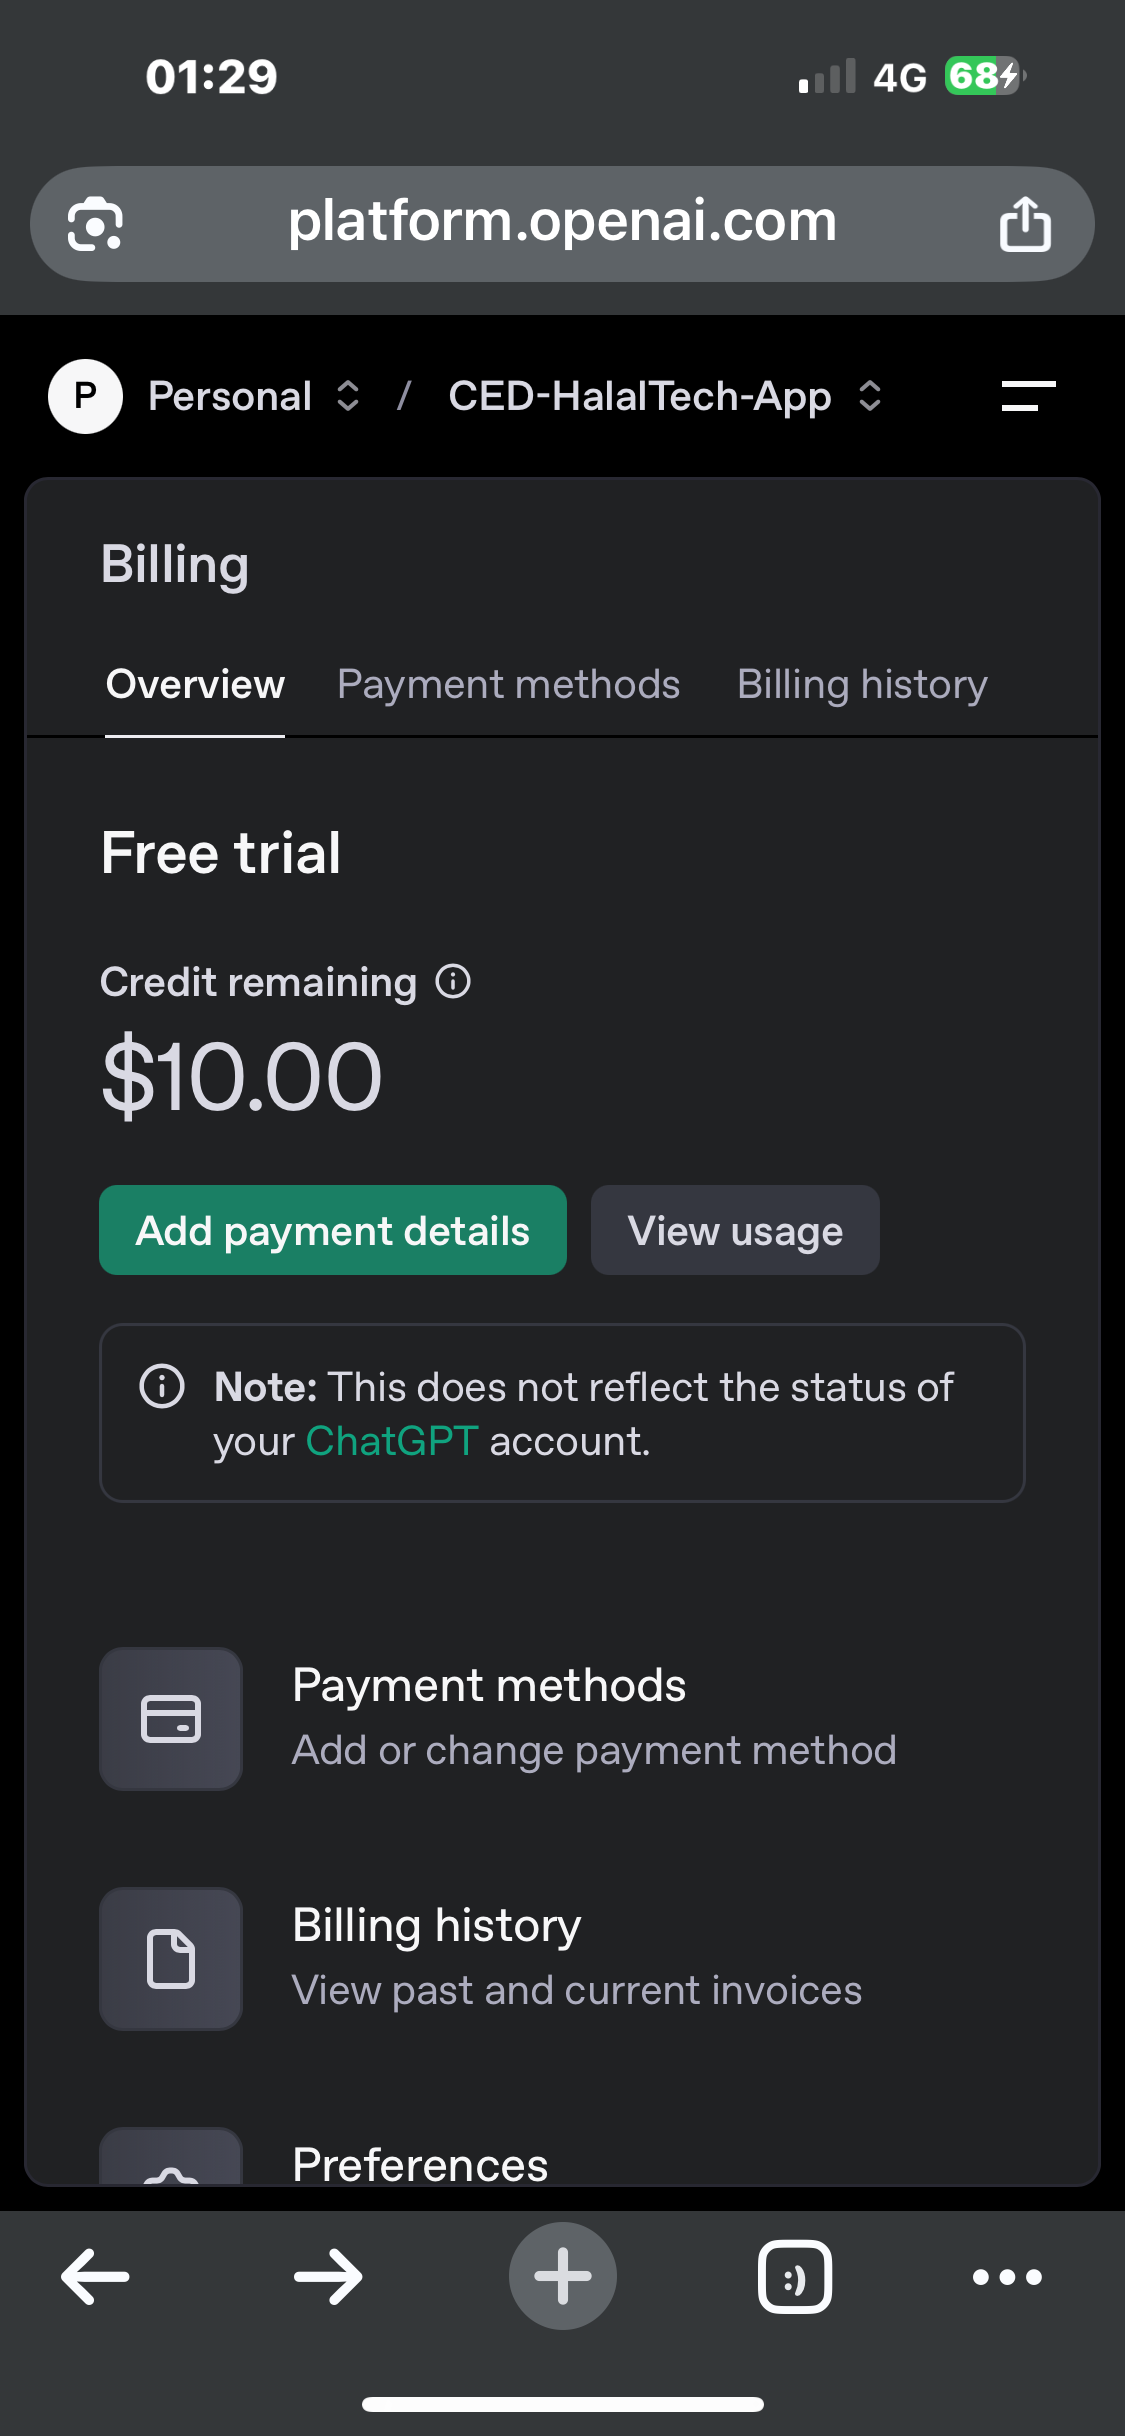 01:29
4G 68
platform.openai.com
P Personal / CED-HalalTech-App
Billing
Overview Payment methods Billing history
Free trial
Credit remaining
$10.00
Add payment details View usage
Note: This does not reflect the status of
your ChatGPT account.
Payment methods
Add or change payment method
Billing history
View past and current invoices
Preferences
:)